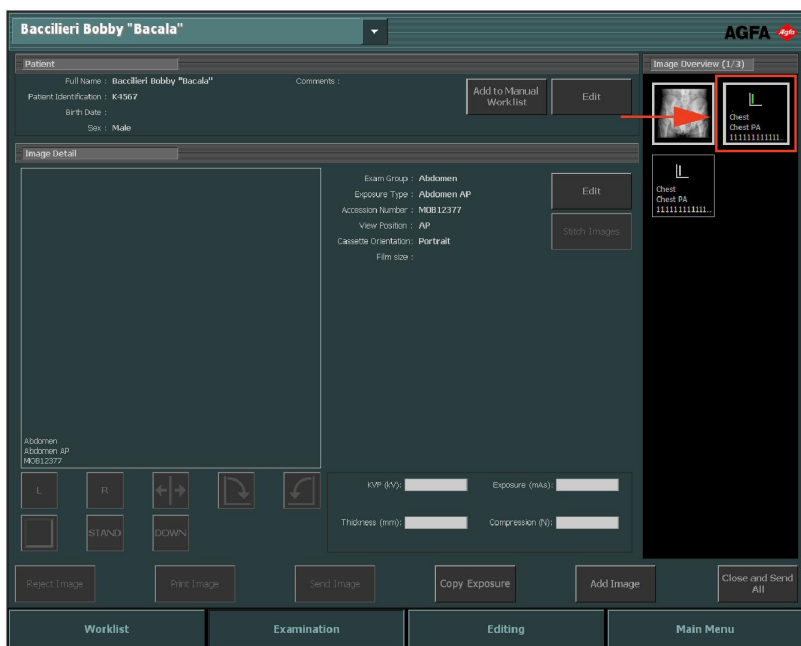 Baccilieri Bobby "Bacala"
AGFA Agfa
Patient
Full Name : Baccilieri Bobby "Bacala"
Comments :
Patient Identification : K4567
Birth Date :
Sex : Male
Add to Manual
Worklist
Edit
Image Overview (1/3)
Chest
Chest PA
111111111111..
Chest
Chest PA
111111111111..
Image Detail
Exam Group : Abdomen
Exposure Type : Abdomen AP
Accession Number : MOB12377
View Position : AP
Cassette Orientation: Portrait
Film size :
Edit
Stitch Images
Abdomen
Abdomen AP
MOB12377
L
R
STAND
DOWN
KVP (kV):
Exposure (mAs):
Thickness (mm):
Compression (N):
Reject Image
Print Image
Send Image
Copy Exposure
Add Image
Close and Send
All
Worklist
Examination
Editing
Main Menu